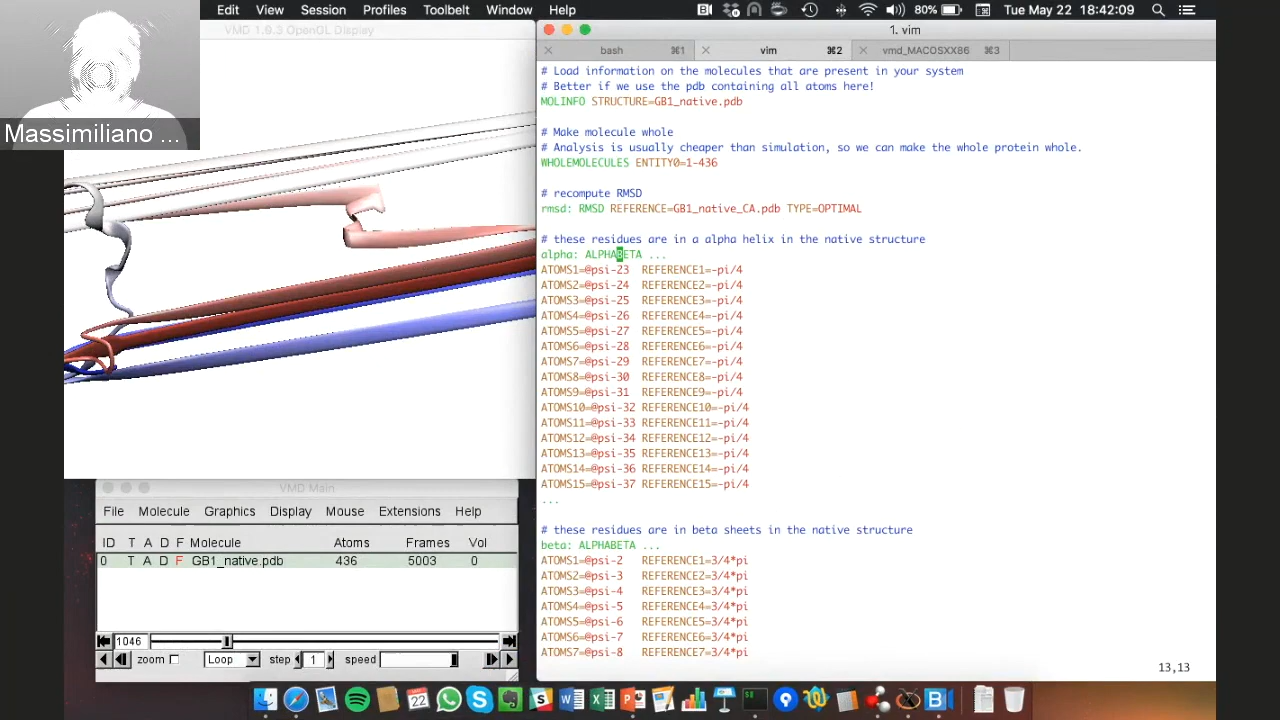 Edit View Session Profiles Toolbelt Window Help 80% Tue May 22 18:42:09
Massimiliano ...
VMD 1.9.3 OpenGL Display
1. vim
bash ⌘1 vim ⌘2 vmd_MACOSXX86 ⌘3
# Load information on the molecules that are present in your system
# Better if we use the pdb containing all atoms here!
MOLINFO STRUCTURE=GB1_native.pdb
# Make molecule whole
# Analysis is usually cheaper than simulation, so we can make the whole protein whole.
WHOLEMOLECULES ENTITY0=1-436
# recompute RMSD
rmsd: RMSD REFERENCE=GB1_native_CA.pdb TYPE=OPTIMAL
# these residues are in a alpha helix in the native structure
alpha: ALPHABETA ...
ATOMS1=@psi-23 REFERENCE1=-pi/4
ATOMS2=@psi-24 REFERENCE2=-pi/4
ATOMS3=@psi-25 REFERENCE3=-pi/4
ATOMS4=@psi-26 REFERENCE4=-pi/4
ATOMS5=@psi-27 REFERENCE5=-pi/4
ATOMS6=@psi-28 REFERENCE6=-pi/4
ATOMS7=@psi-29 REFERENCE7=-pi/4
ATOMS8=@psi-30 REFERENCE8=-pi/4
ATOMS9=@psi-31 REFERENCE9=-pi/4
ATOMS10=@psi-32 REFERENCE10=-pi/4
ATOMS11=@psi-33 REFERENCE11=-pi/4
ATOMS12=@psi-34 REFERENCE12=-pi/4
ATOMS13=@psi-35 REFERENCE13=-pi/4
ATOMS14=@psi-36 REFERENCE14=-pi/4
ATOMS15=@psi-37 REFERENCE15=-pi/4
...
# these residues are in beta sheets in the native structure
beta: ALPHABETA ...
ATOMS1=@psi-2 REFERENCE1=3/4*pi
ATOMS2=@psi-3 REFERENCE2=3/4*pi
ATOMS3=@psi-4 REFERENCE3=3/4*pi
ATOMS4=@psi-5 REFERENCE4=3/4*pi
ATOMS5=@psi-6 REFERENCE5=3/4*pi
ATOMS6=@psi-7 REFERENCE6=3/4*pi
ATOMS7=@psi-8 REFERENCE7=3/4*pi
13,13
VMD Main
File Molecule Graphics Display Mouse Extensions Help
ID T A D F Molecule Atoms Frames Vol
0 T A D F GB1_native.pdb 436 5003 0
1046
zoom Loop step 1 speed